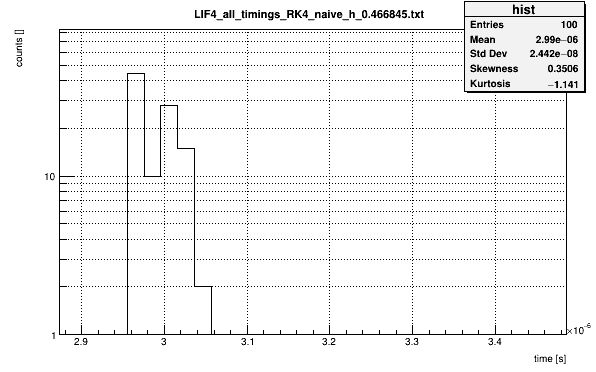 LIF4_all_timings_RK4_naive_h_0.466845.txt
hist
Entries 100
Mean 2.99e−06
Std Dev 2.442e−08
Skewness 0.3506
Kurtosis −1.141
counts []
10
1
2.9 3 3.1 3.2 3.3 3.4
×10⁻⁶
time [s]